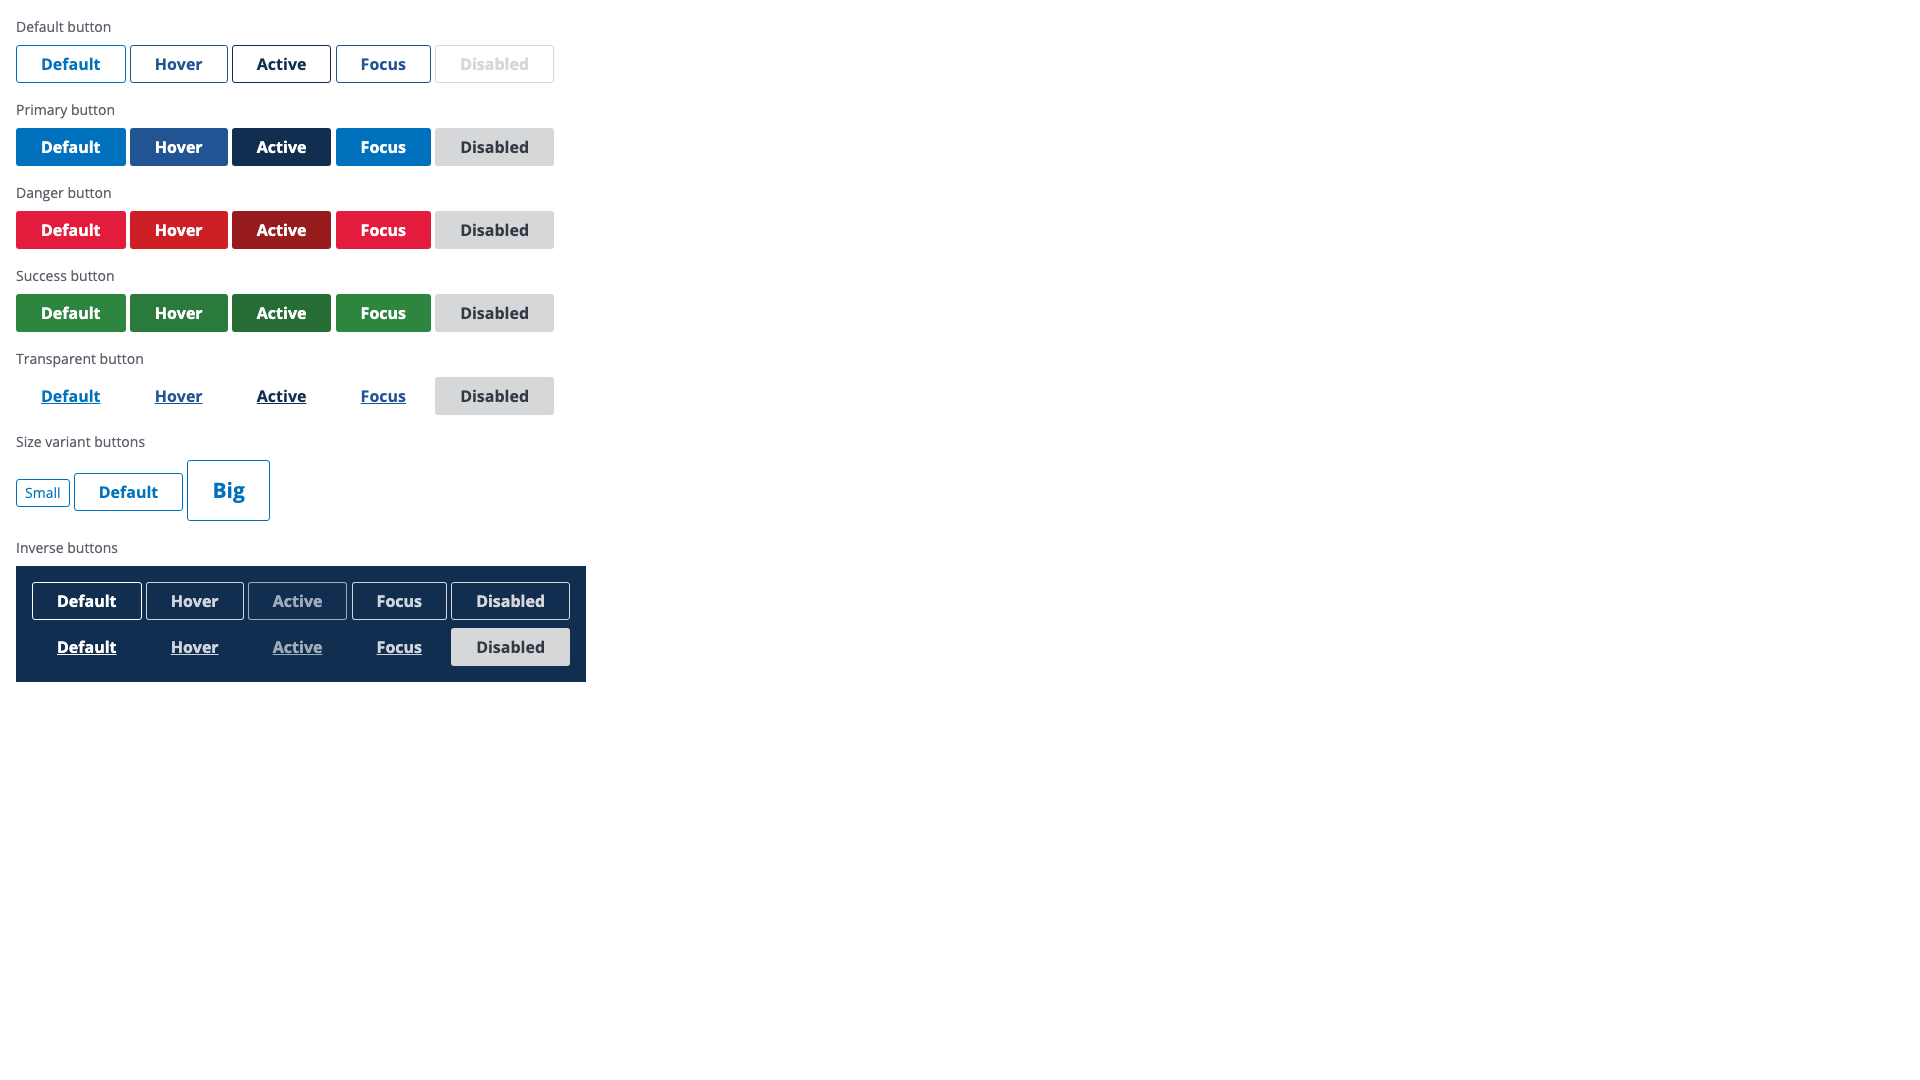 Default button
Default Hover Active Focus Disabled
Primary button
Default Hover Active Focus Disabled
Danger button
Default Hover Active Focus Disabled
Success button
Default Hover Active Focus Disabled
Transparent button
Default Hover Active Focus Disabled
Size variant buttons
Small Default Big
Inverse buttons
Default Hover Active Focus Disabled
Default Hover Active Focus Disabled